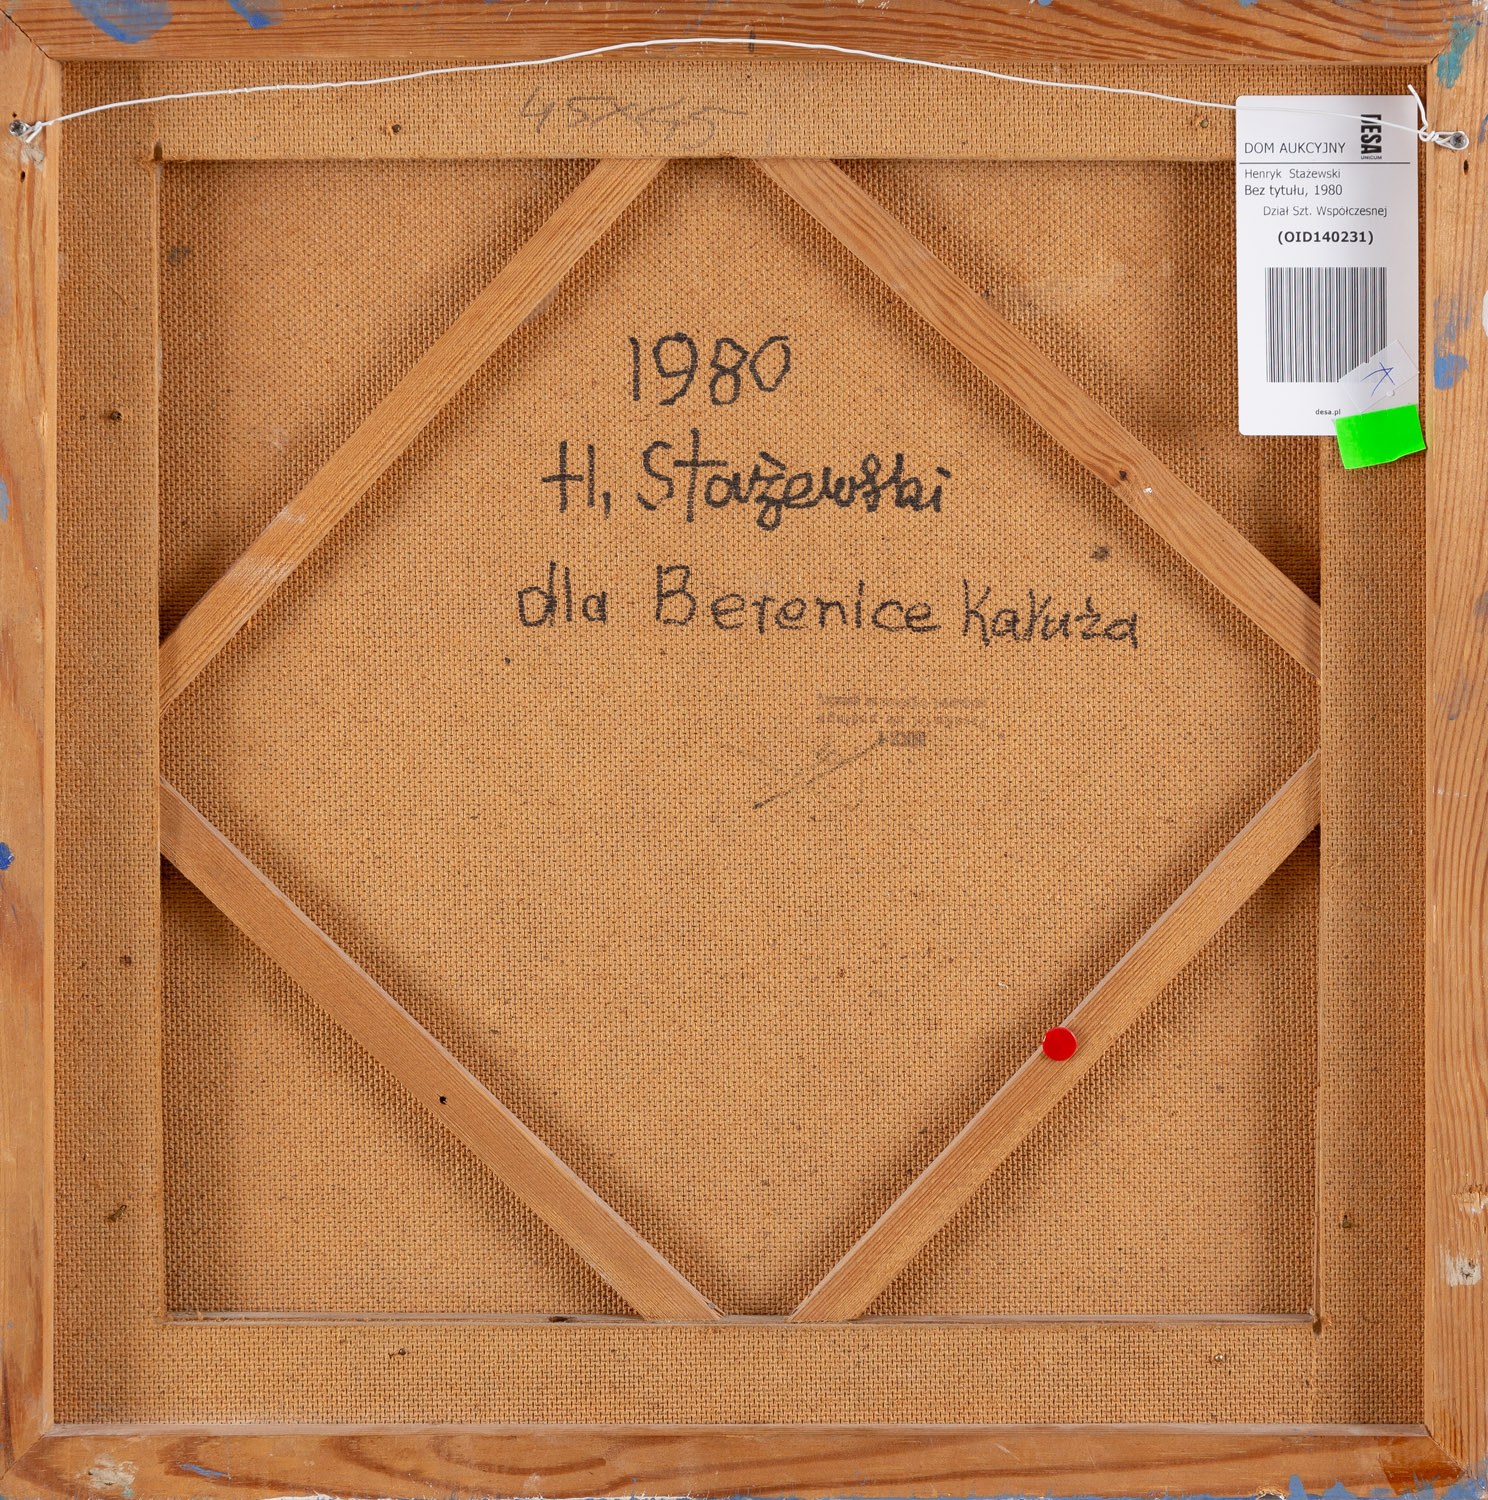 45x45
DOM AUKCYJNY DESA
UNICUM
Henryk Stażewski
Bez tytułu, 1980
Dział Szt. Współczesnej
(OID140231)
desa.pl
1980
H, Stażewski
dla Berenice Kałuża